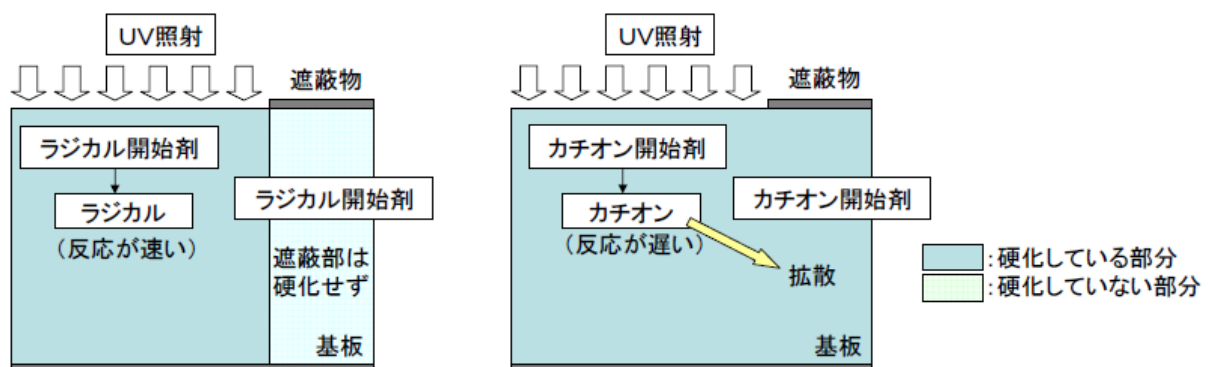 UV照射
遮蔽物
ラジカル開始剤
ラジカル
(反応が速い)
ラジカル開始剤
遮蔽部は
硬化せず
基板
UV照射
遮蔽物
カチオン開始剤
カチオン
(反応が遅い)
カチオン開始剤
拡散
基板
:硬化している部分
:硬化していない部分